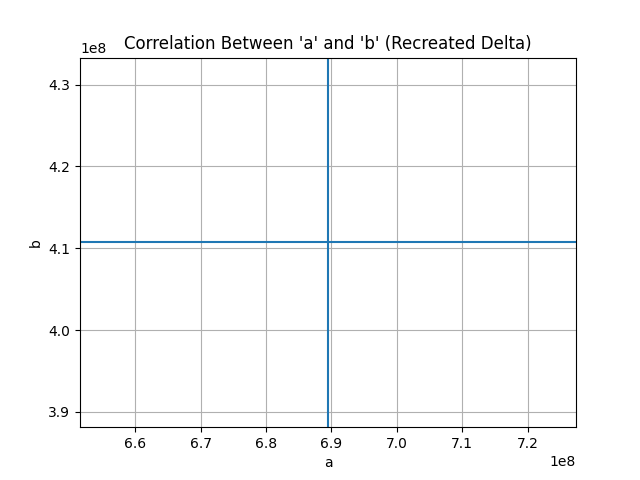 Correlation Between 'a' and 'b' (Recreated Delta)
1e8
4.3
4.2
4.1
4.0
3.9
b
6.6 6.7 6.8 6.9 7.0 7.1 7.2
a
1e8